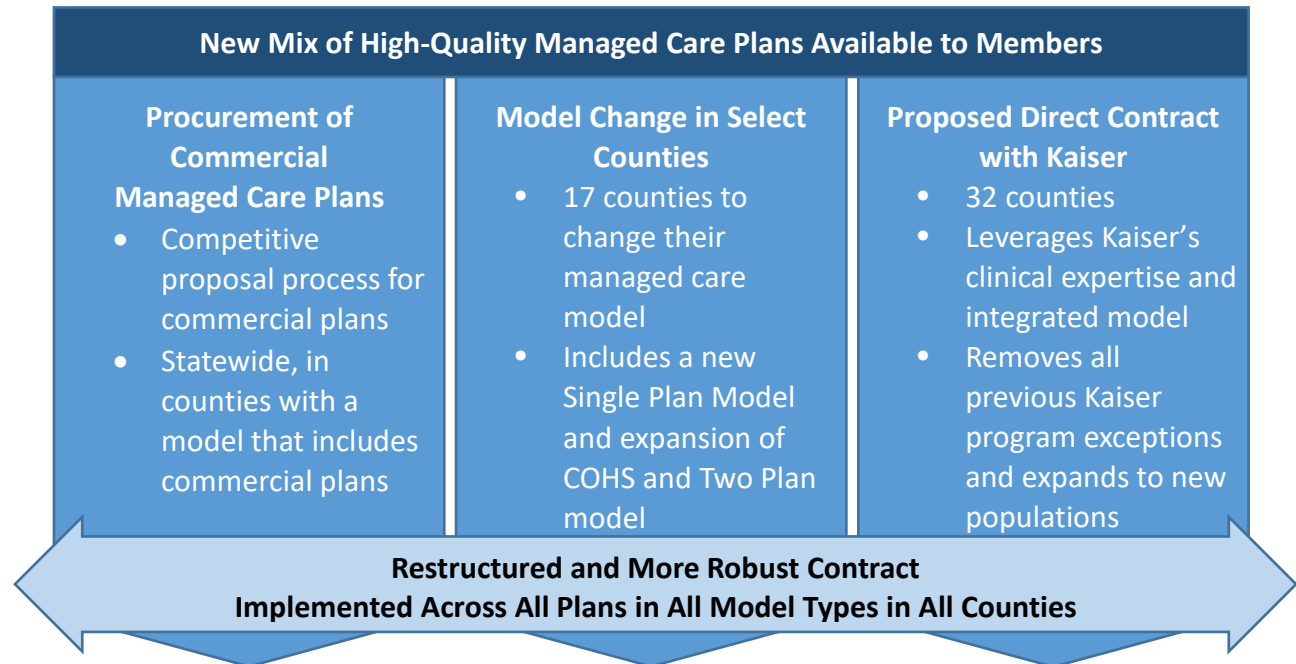 New Mix of High-Quality Managed Care Plans Available to Members
Procurement of
Commercial
Managed Care Plans
• Competitive
proposal process for
commercial plans
• Statewide, in
counties with a
model that includes
commercial plans
Model Change in Select
Counties
• 17 counties to
change their
managed care
model
• Includes a new
Single Plan Model
and expansion of
COHS and Two Plan
model
Proposed Direct Contract
with Kaiser
• 32 counties
• Leverages Kaiser’s
clinical expertise and
integrated model
• Removes all
previous Kaiser
program exceptions
and expands to new
populations
Restructured and More Robust Contract
Implemented Across All Plans in All Model Types in All Counties